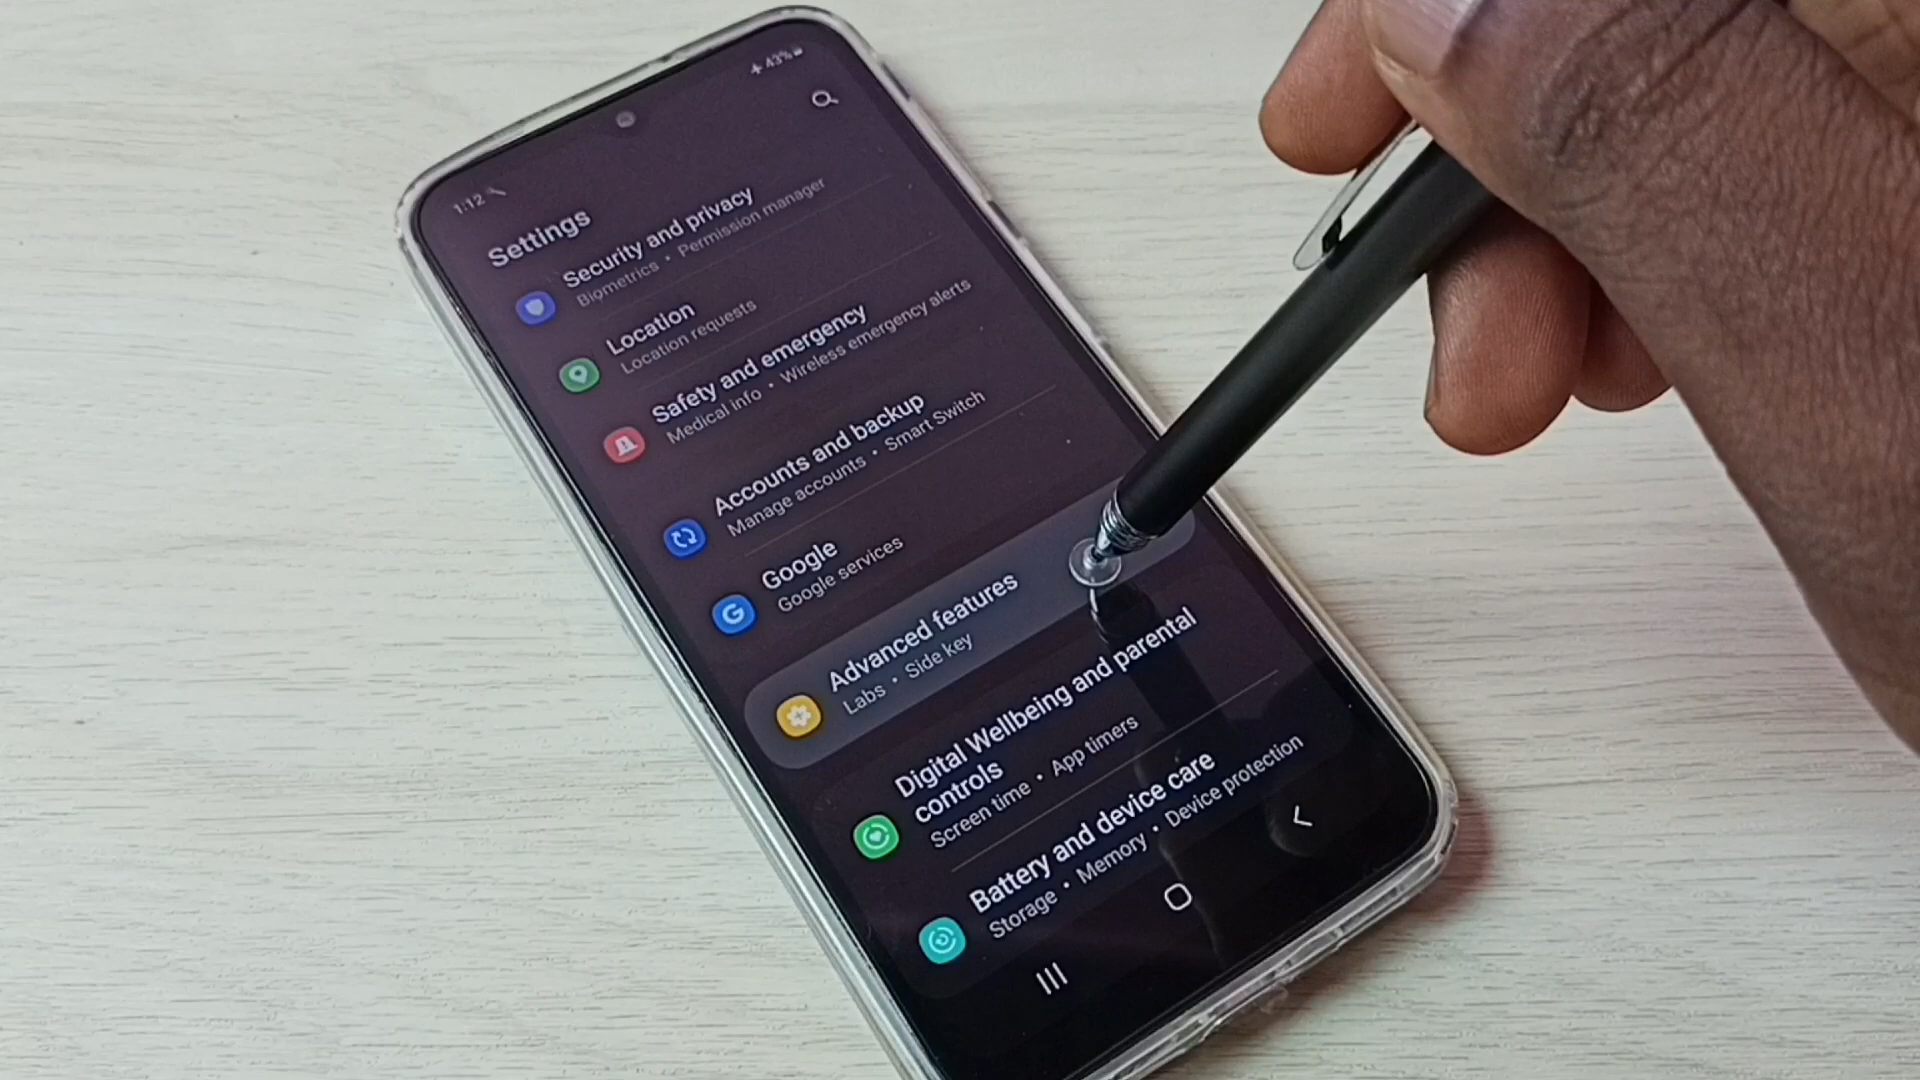 43%
1:12
Settings
Security and privacy
Biometrics • Permission manager
Location
Location requests
Safety and emergency
Medical info • Wireless emergency alerts
Accounts and backup
Manage accounts • Smart Switch
Google
Google services
Advanced features
Labs • Side key
Digital Wellbeing and parental
controls
Screen time • App timers
Battery and device care
Storage • Memory • Device protection